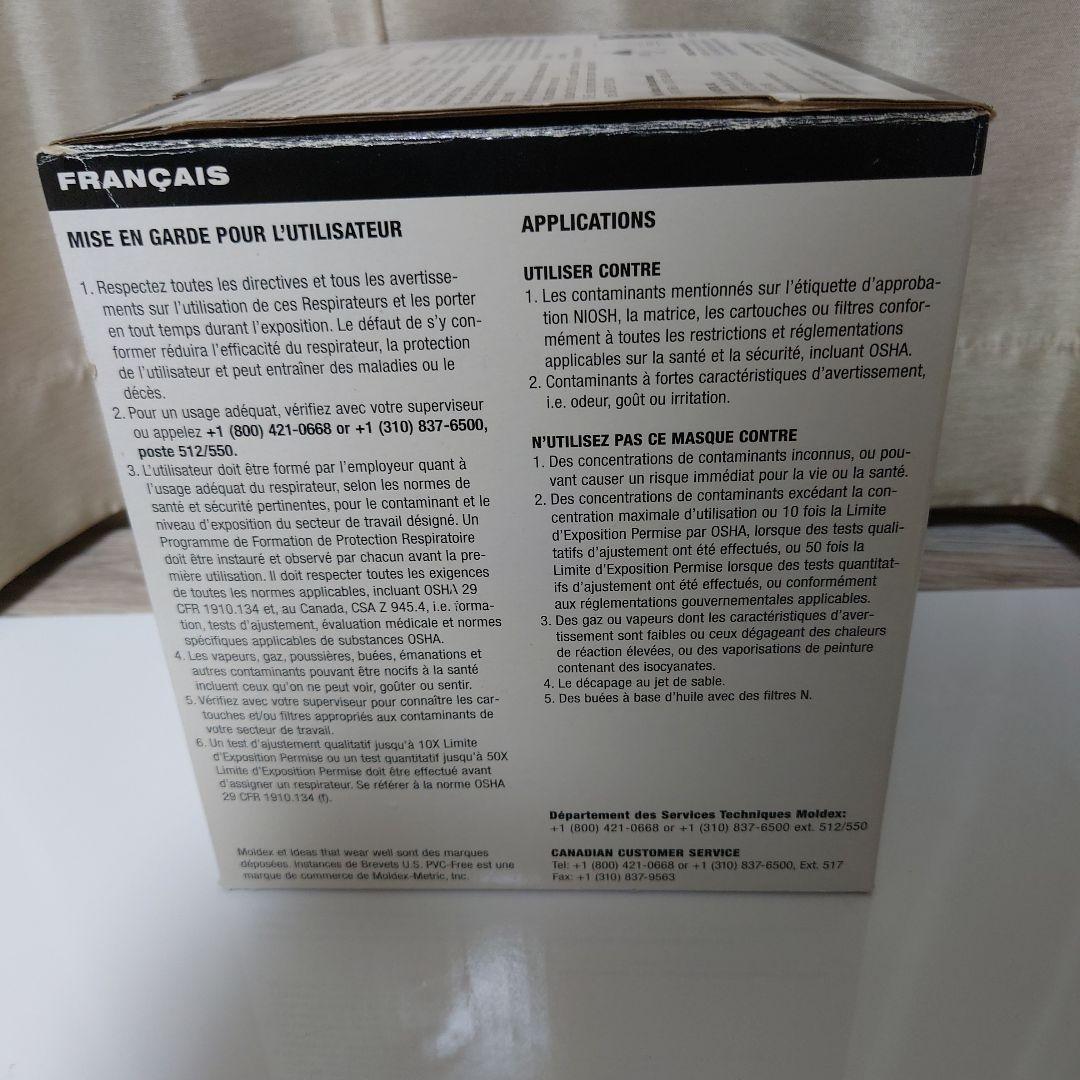 FRANÇAIS
MISE EN GARDE POUR L'UTILISATEUR
1. Respectez toutes les directives et tous les avertisse-
ments sur l'utilisation de ces Respirateurs et les porter
en tout temps durant l'exposition. Le défaut de s'y con-
former réduira l'efficacité du respirateur, la protection
de l'utilisateur et peut entraîner des maladies ou le
décès.
2. Pour un usage adéquat, vérifiez avec votre superviseur
ou appelez +1 (800) 421-0668 or +1 (310) 837-6500,
poste 512/550.
3. L'utilisateur doit être formé par l'employeur quant à
l'usage adéquat du respirateur, selon les normes de
santé et sécurité pertinentes, pour le contaminant et le
niveau d'exposition du secteur de travail désigné. Un
Programme de Formation de Protection Respiratoire
doit être instauré et observé par chacun avant la pre-
mière utilisation. Il doit respecter toutes les exigences
de toutes les normes applicables, incluant OSHA 29
CFR 1910.134 et, au Canada, CSA Z 945.4, i.e. forma-
tion, tests d'ajustement, évaluation médicale et normes
spécifiques applicables de substances OSHA.
4. Les vapeurs, gaz, poussières, buées, émanations et
autres contaminants pouvant être nocifs à la santé
incluent ceux qu'on ne peut voir, goûter ou sentir.
5. Vérifiez avec votre superviseur pour connaître les car-
touches et/ou filtres appropriés aux contaminants de
votre secteur de travail.
6. Un test d'ajustement qualitatif jusqu'à 10X Limite
d'Exposition Permise ou un test quantitatif jusqu'à 50X
Limite d'Exposition Permise doit être effectué avant
d'assigner un respirateur. Se référer à la norme OSHA
29 CFR 1910.134 (f).
Moldex et Ideas that wear well sont des marques
déposées. Instances de Brevets U.S. PVC-Free est une
marque de commerce de Moldex-Metric, Inc.
APPLICATIONS
UTILISER CONTRE
1. Les contaminants mentionnés sur l'étiquette d'approba-
tion NIOSH, la matrice, les cartouches ou filtres confor-
mément à toutes les restrictions et réglementations
applicables sur la santé et la sécurité, incluant OSHA.
2. Contaminants à fortes caractéristiques d'avertissement,
i.e. odeur, goût ou irritation.
N'UTILISEZ PAS CE MASQUE CONTRE
1. Des concentrations de contaminants inconnus, ou pou-
vant causer un risque immédiat pour la vie ou la santé.
2. Des concentrations de contaminants excédant la con-
centration maximale d'utilisation ou 10 fois la Limite
d'Exposition Permise par OSHA, lorsque des tests quali-
tatifs d'ajustement ont été effectués, ou 50 fois la
Limite d'Exposition Permise lorsque des tests quantitat-
ifs d'ajustement ont été effectués, ou conformément
aux réglementations gouvernementales applicables.
3. Des gaz ou vapeurs dont les caractéristiques d'aver-
tissement sont faibles ou ceux dégageant des chaleurs
de réaction élevées, ou des vaporisations de peinture
contenant des isocyanates.
4. Le décapage au jet de sable.
5. Des buées à base d'huile avec des filtres N.
Département des Services Techniques Moldex:
+1 (800) 421-0668 or +1 (310) 837-6500 ext. 512/550
CANADIAN CUSTOMER SERVICE
Tel: +1 (800) 421-0668 or +1 (310) 837-6500, Ext. 517
Fax: +1 (310) 837-9563